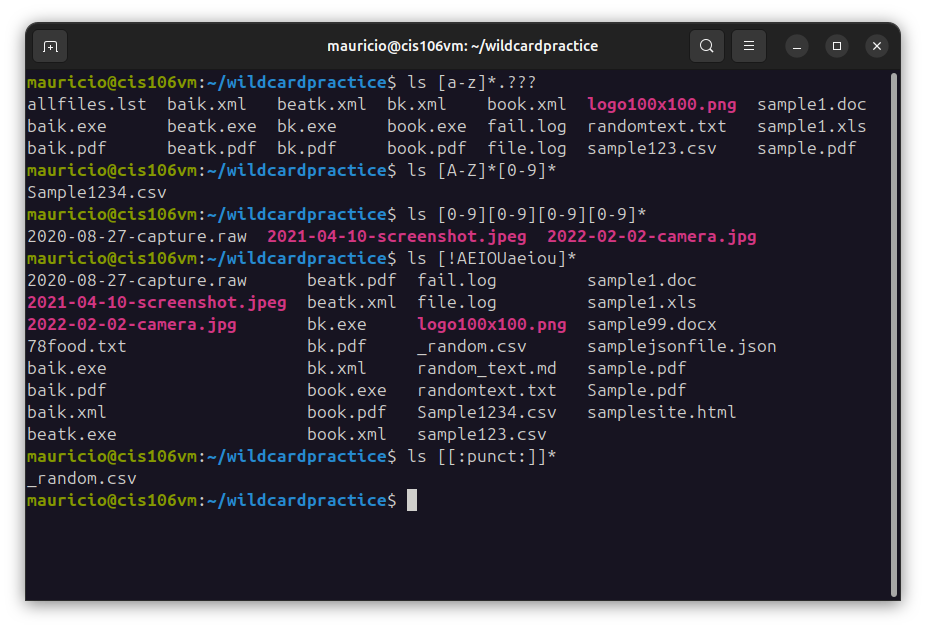 mauricio@cis106vm: ~/wildcardpractice
mauricio@cis106vm:~/wildcardpractice$ ls [a-z]*.???
allfiles.lst  baik.xml   beatk.xml  bk.xml    book.xml  logo100x100.png  sample1.doc
baik.exe      beatk.exe  bk.exe     book.exe  fail.log  randomtext.txt   sample1.xls
baik.pdf      beatk.pdf  bk.pdf     book.pdf  file.log  sample123.csv    sample.pdf
mauricio@cis106vm:~/wildcardpractice$ ls [A-Z]*[0-9]*
Sample1234.csv
mauricio@cis106vm:~/wildcardpractice$ ls [0-9][0-9][0-9][0-9]*
2020-08-27-capture.raw  2021-04-10-screenshot.jpeg  2022-02-02-camera.jpg
mauricio@cis106vm:~/wildcardpractice$ ls [!AEIOUaeiou]*
2020-08-27-capture.raw      beatk.pdf  fail.log         sample1.doc
2021-04-10-screenshot.jpeg  beatk.xml  file.log         sample1.xls
2022-02-02-camera.jpg       bk.exe     logo100x100.png  sample99.docx
78food.txt                  bk.pdf     _random.csv      samplejsonfile.json
baik.exe                    bk.xml     random_text.md   sample.pdf
baik.pdf                    book.exe   randomtext.txt   Sample.pdf
baik.xml                    book.pdf   Sample1234.csv   samplesite.html
beatk.exe                   book.xml   sample123.csv
mauricio@cis106vm:~/wildcardpractice$ ls [[:punct:]]*
_random.csv
mauricio@cis106vm:~/wildcardpractice$